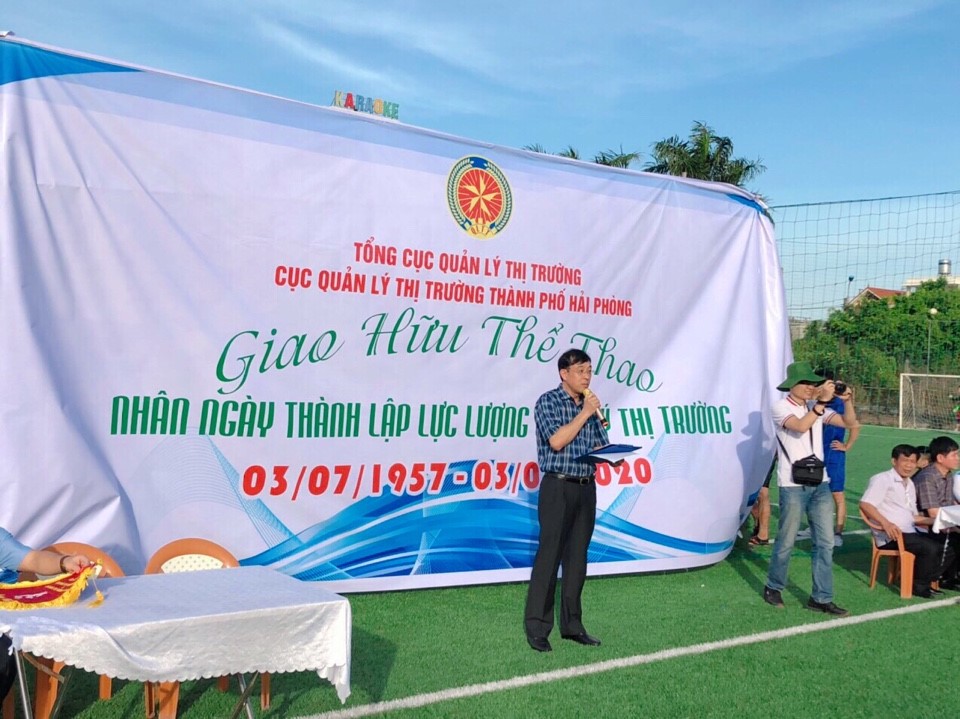 KARAOKE
TỔNG CỤC QUẢN LÝ THỊ TRƯỜNG
CỤC QUẢN LÝ THỊ TRƯỜNG THÀNH PHỐ HẢI PHÒNG
Giao Hữu Thể Thao
NHÂN NGÀY THÀNH LẬP LỰC LƯỢNG THỊ TRƯỜNG
03/07/1957 - 03/0 2020